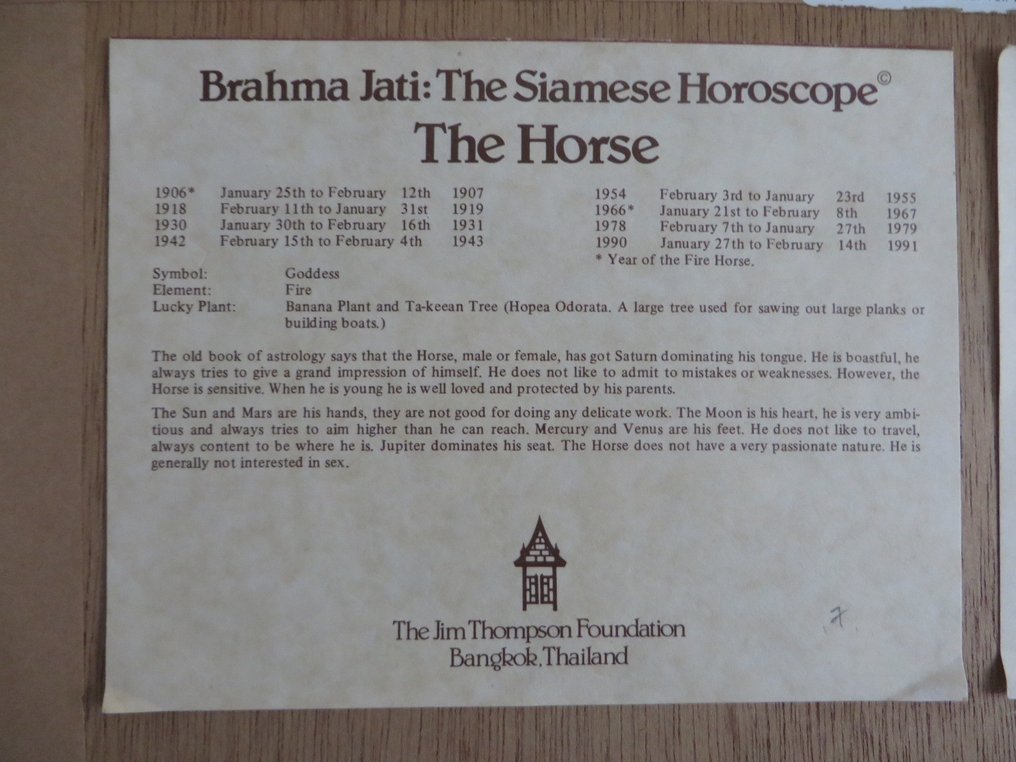 Brahma Jati: The Siamese Horoscope©
The Horse
1906* January 25th to February 12th 1907
1918 February 11th to January 31st 1919
1930 January 30th to February 16th 1931
1942 February 15th to February 4th 1943
1954 February 3rd to January 23rd 1955
1966* January 21st to February 8th 1967
1978 February 7th to January 27th 1979
1990 January 27th to February 14th 1991
* Year of the Fire Horse.
Symbol: Goddess
Element: Fire
Lucky Plant: Banana Plant and Ta-keean Tree (Hopea Odorata. A large tree used for sawing out large planks or
building boats.)
The old book of astrology says that the Horse, male or female, has got Saturn dominating his tongue. He is boastful, he
always tries to give a grand impression of himself. He does not like to admit to mistakes or weaknesses. However, the
Horse is sensitive. When he is young he is well loved and protected by his parents.
The Sun and Mars are his hands, they are not good for doing any delicate work. The Moon is his heart, he is very ambi-
tious and always tries to aim higher than he can reach. Mercury and Venus are his feet. He does not like to travel,
always content to be where he is. Jupiter dominates his seat. The Horse does not have a very passionate nature. He is
generally not interested in sex.
The Jim Thompson Foundation
Bangkok, Thailand
7